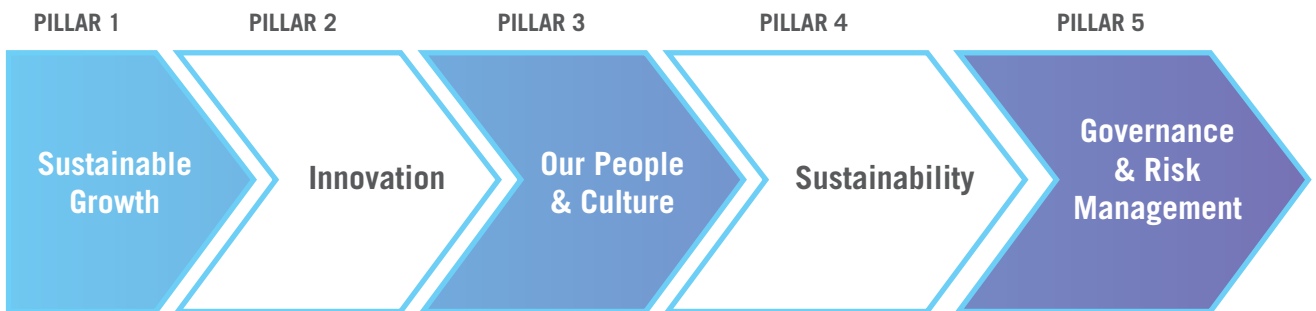 PILLAR 1
PILLAR 2
PILLAR 3
PILLAR 4
PILLAR 5
Sustainable
Growth
Innovation
Our People
& Culture
Sustainability
Governance
& Risk
Management